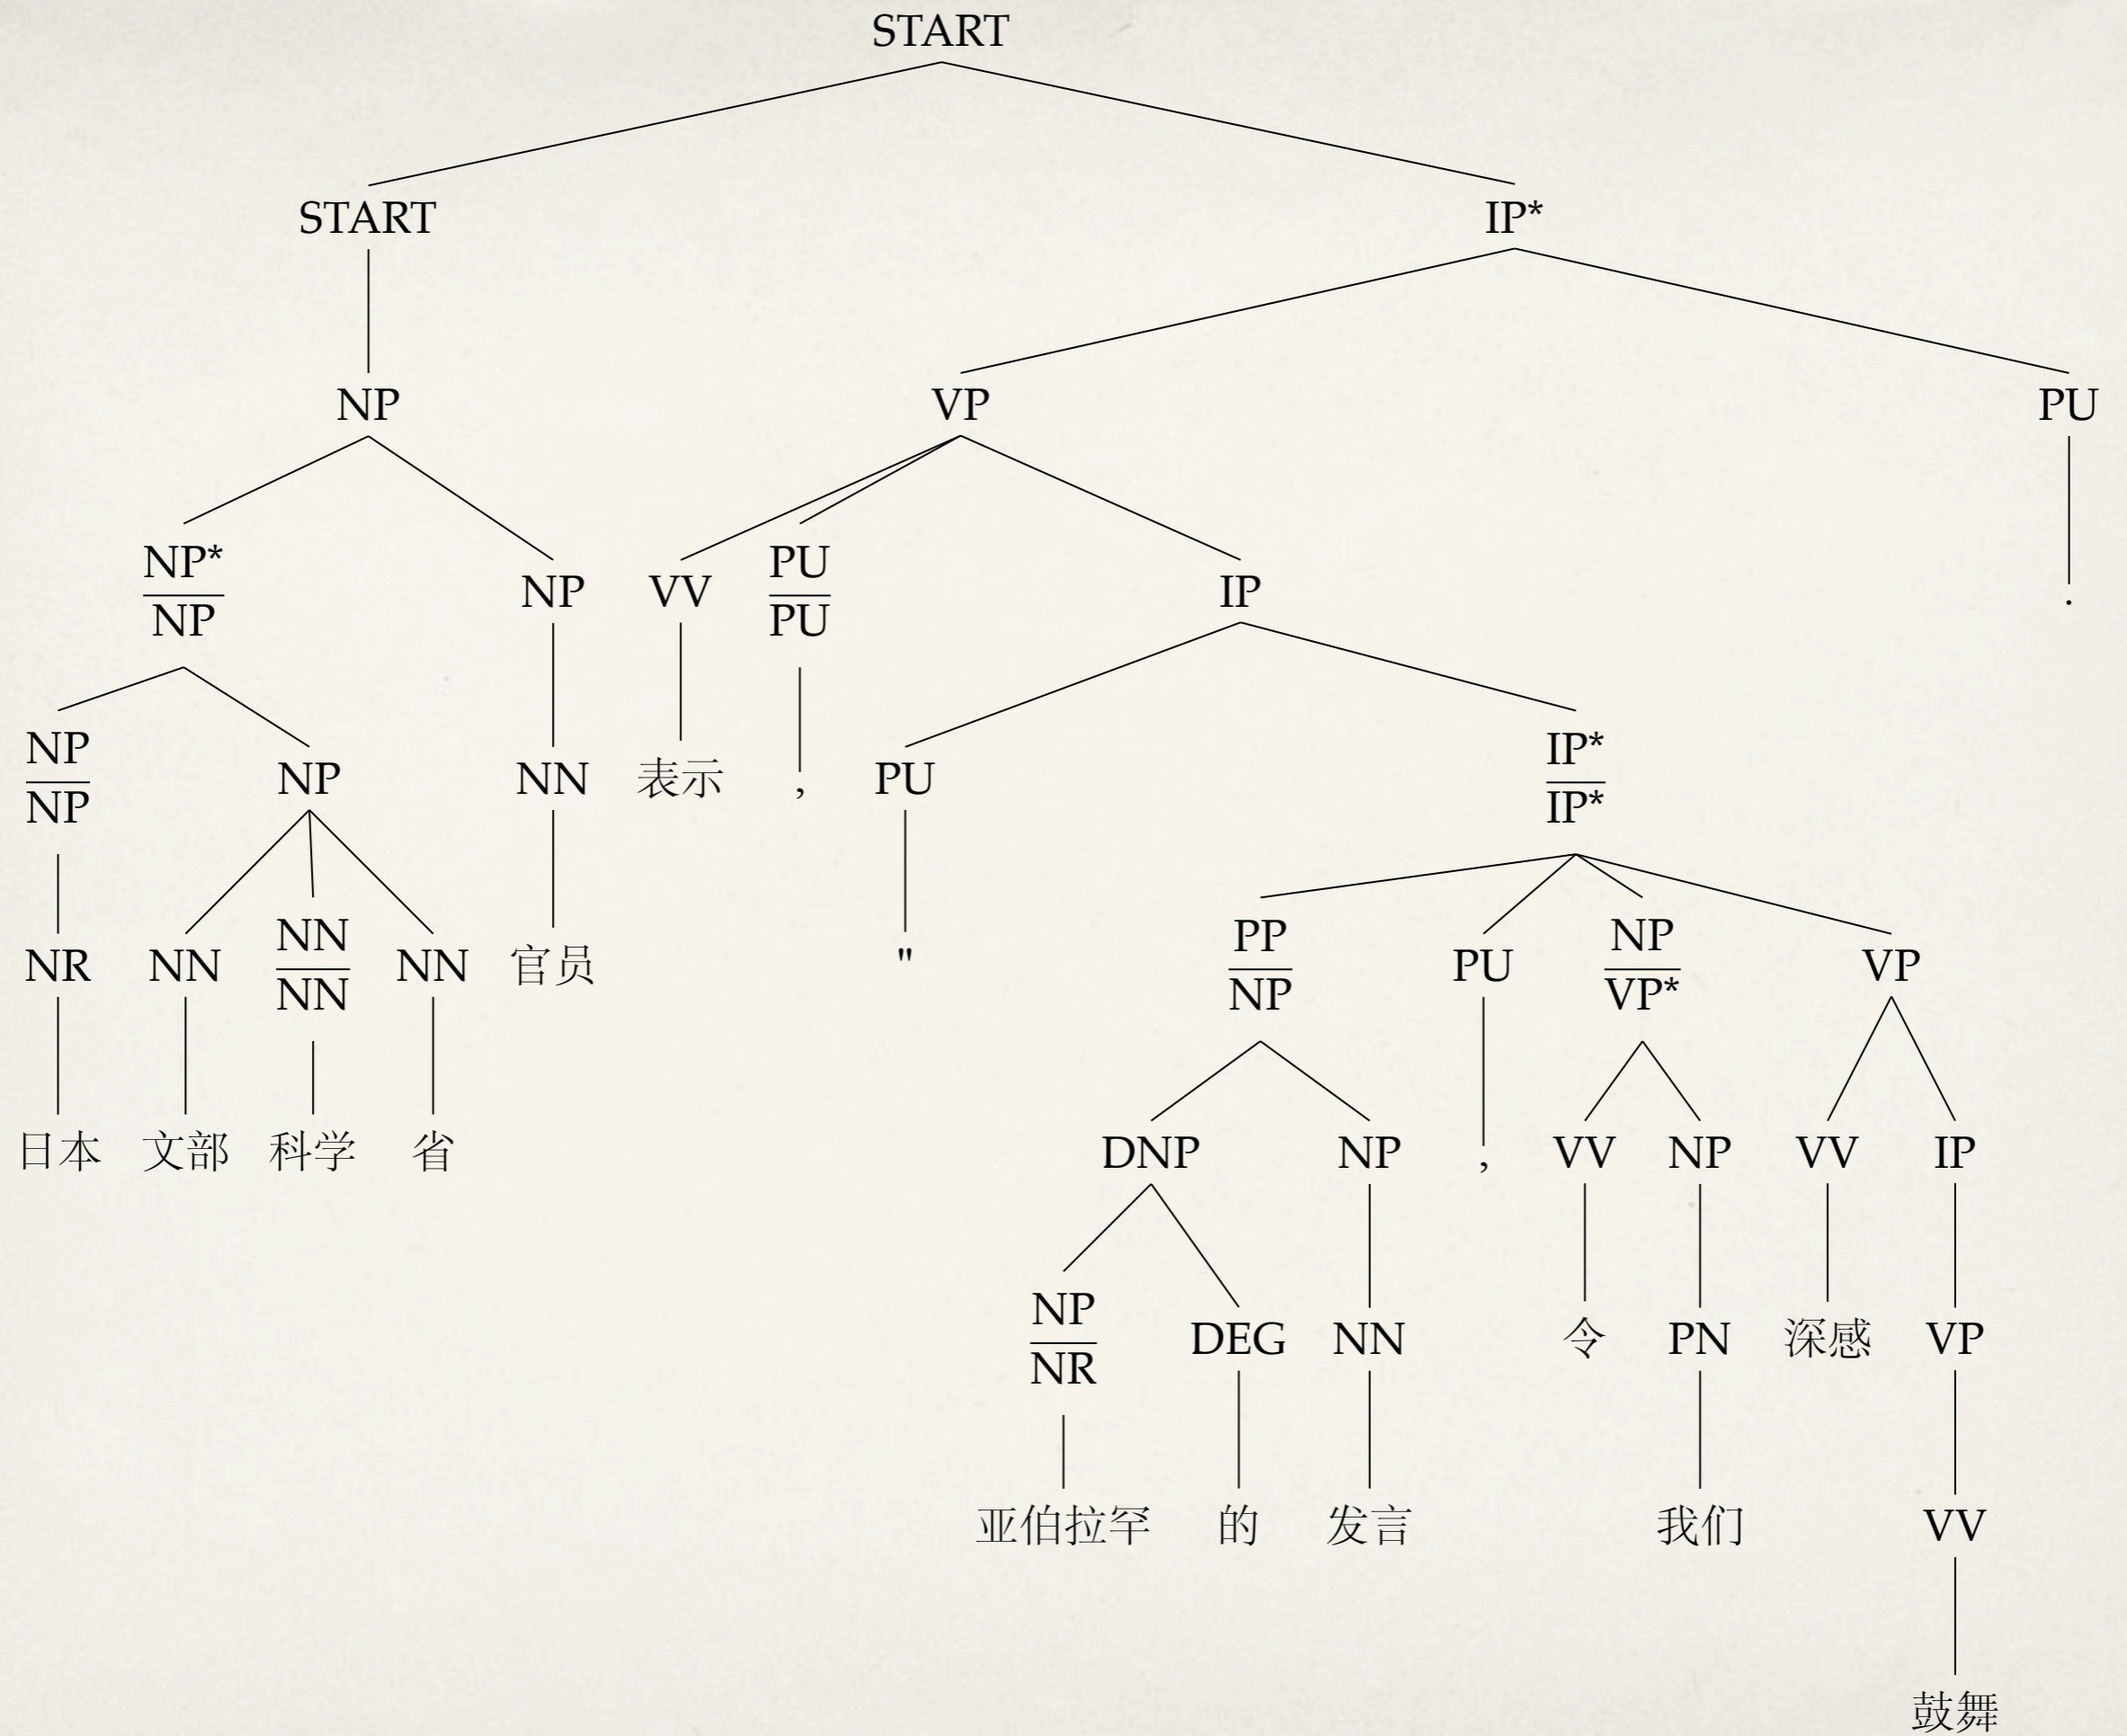 START
START IP*
NP VP PU
NP* PU
NP VV IP .
NP PU
NP IP*
NP NN 表示 , PU
NP IP*
NN PP NP
NR NN NN 官员 " PU VP
NN NP VP*
日本 文部 科学 省 DNP NP , VV NP VV IP
NP
DEG NN 令 PN 深感 VP
NR
亚伯拉罕 的 发言 我们 VV
鼓舞